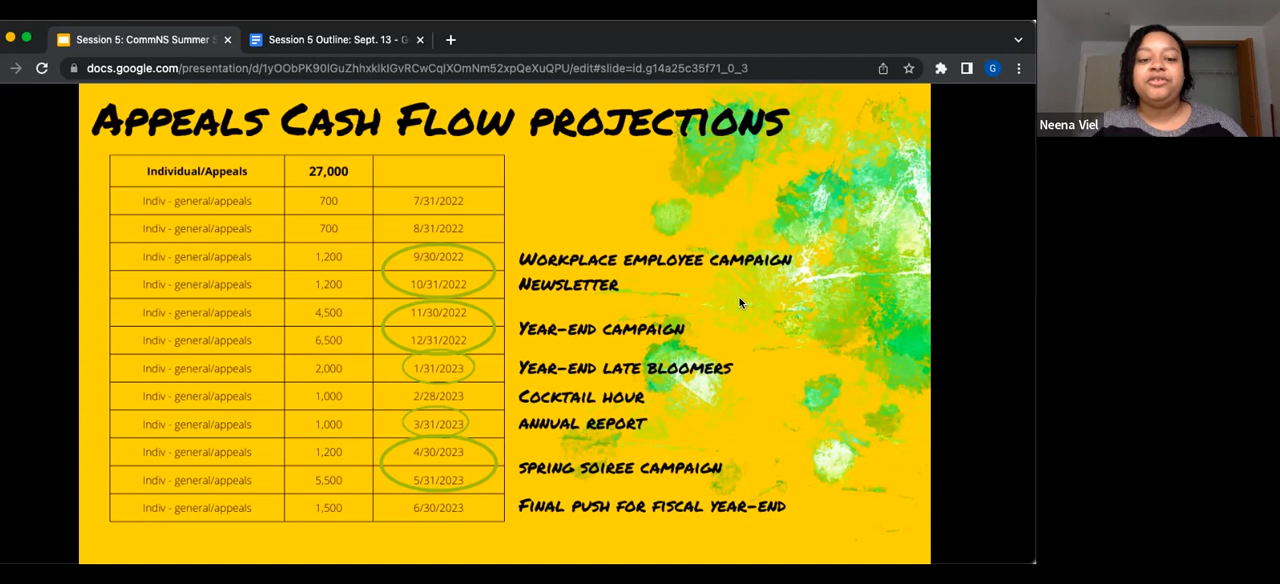 Session 5: CommNS Summer S
Session 5 Outline: Sept. 13 - G
docs.google.com/presentation/d/1yOObPK90IGuZhhxkIkIGvRCwCqIXOmNm52xpQeXuQPU/edit#slide=id.g14a25c35f71_0_3
G
Neena Viel
Appeals Cash Flow projections
Individual/Appeals 27,000
Indiv - general/appeals 700 7/31/2022
Indiv - general/appeals 700 8/31/2022
Indiv - general/appeals 1,200 9/30/2022 Workplace employee campaign
Indiv - general/appeals 1,200 10/31/2022 Newsletter
Indiv - general/appeals 4,500 11/30/2022
Year-end campaign
Indiv - general/appeals 6,500 12/31/2022
Indiv - general/appeals 2,000 1/31/2023 Year-end late bloomers
Indiv - general/appeals 1,000 2/28/2023 Cocktail hour
Indiv - general/appeals 1,000 3/31/2023 annual report
Indiv - general/appeals 1,200 4/30/2023
spring soiree campaign
Indiv - general/appeals 5,500 5/31/2023
Indiv - general/appeals 1,500 6/30/2023 Final push for fiscal year-end